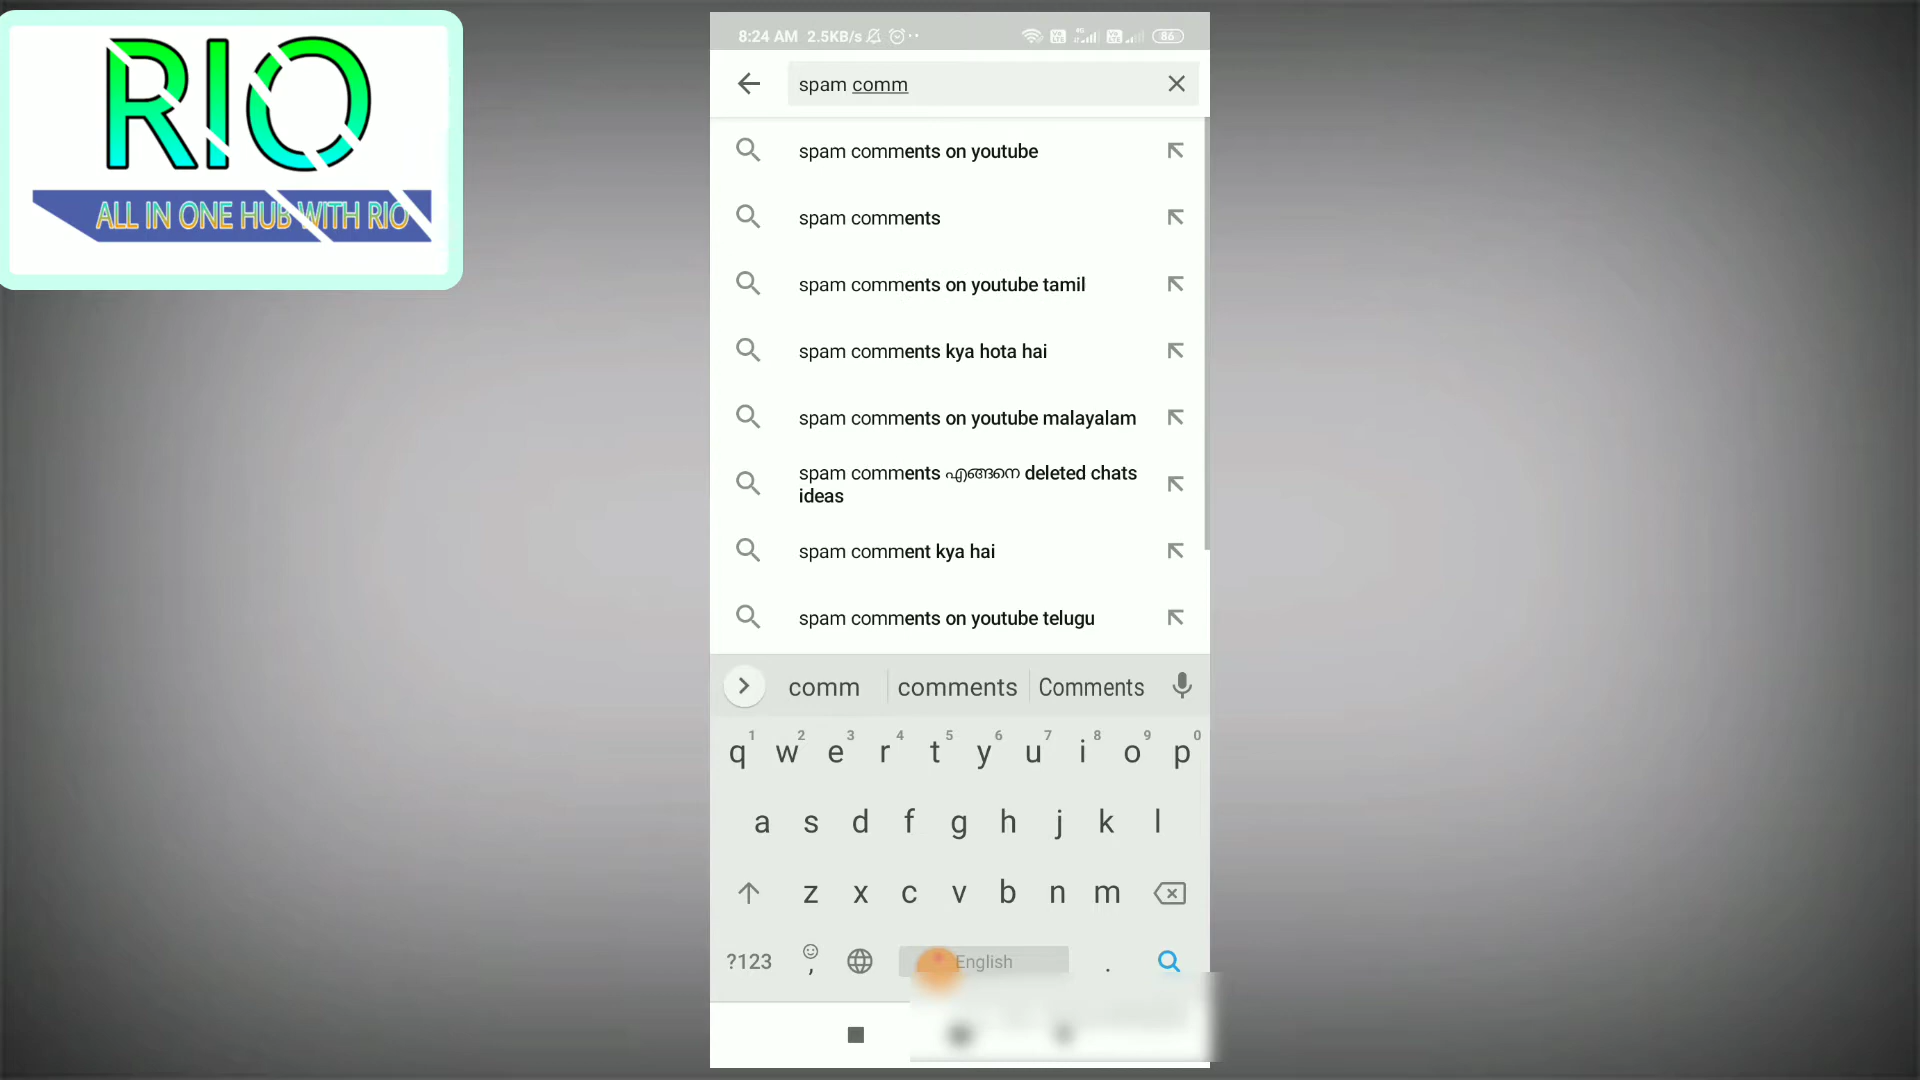 RIO
ALL IN ONE HUB WITH RIO
8:24 AM 2.5KB/s
86
spam comm
spam comments on youtube
spam comments
spam comments on youtube tamil
spam comments kya hota hai
spam comments on youtube malayalam
spam comments എങ്ങനെ deleted chats
ideas
spam comment kya hai
spam comments on youtube telugu
comm comments Comments
1 2 3 4 5 6 7 8 9 0
q w e r t y u i o p
a s d f g h j k l
z x c v b n m
?123 , English .